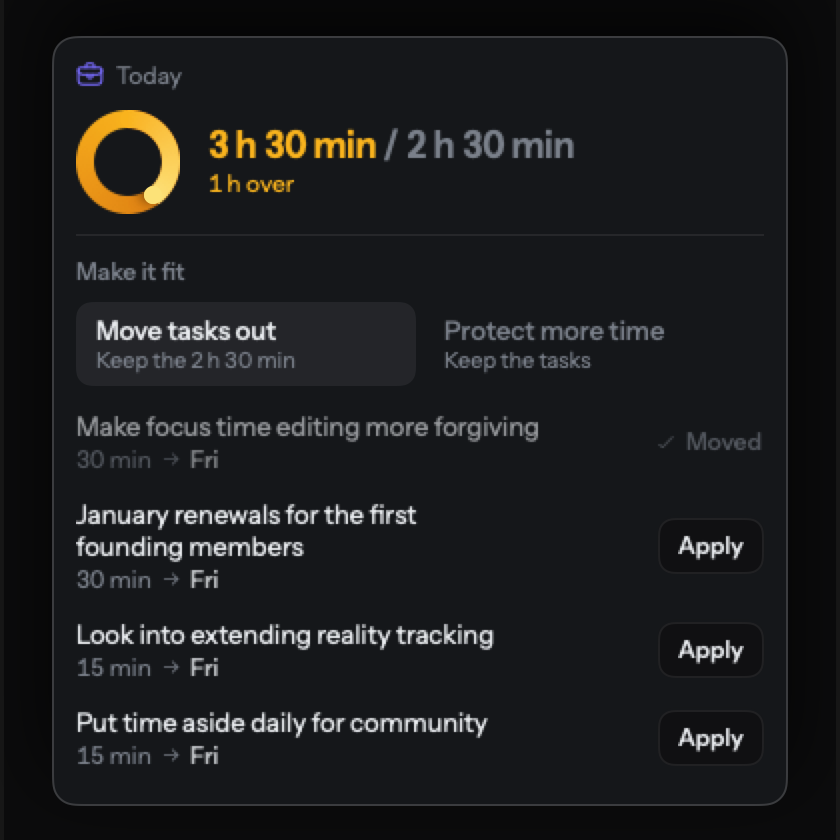 Today
3 h 30 min / 2 h 30 min
1 h over
Make it fit
Move tasks out
Keep the 2 h 30 min
Protect more time
Keep the tasks
Make focus time editing more forgiving
30 min → Fri
✓ Moved
January renewals for the first
founding members
30 min → Fri
Apply
Look into extending reality tracking
15 min → Fri
Apply
Put time aside daily for community
15 min → Fri
Apply